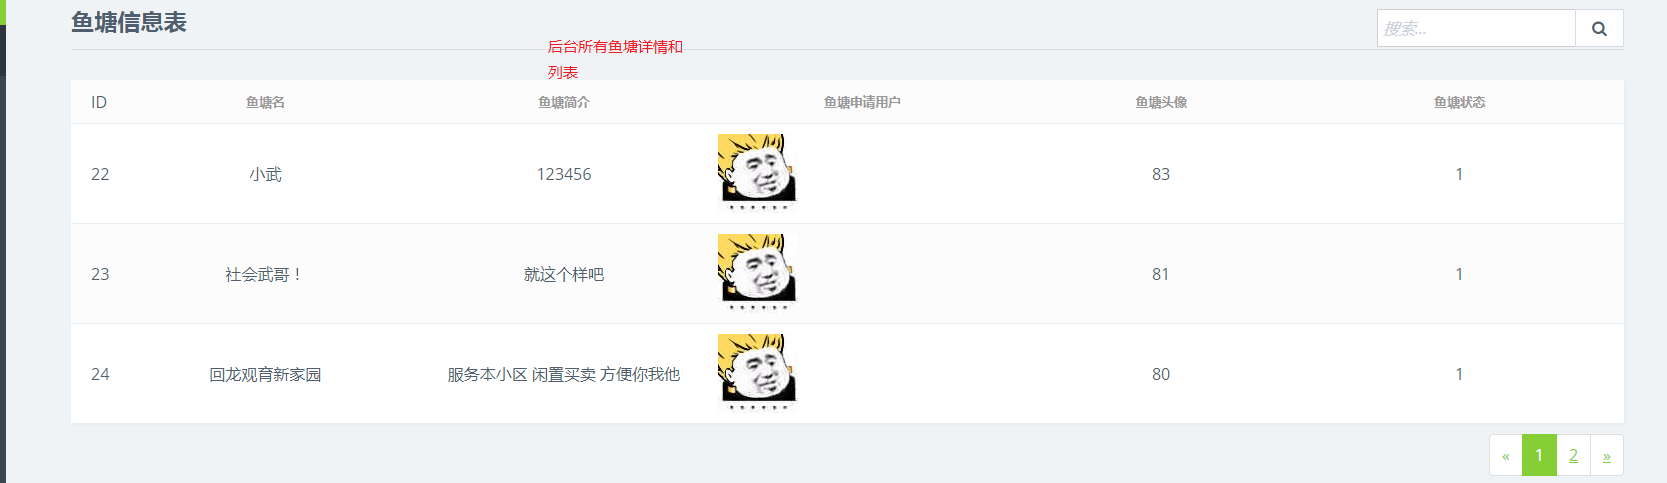 鱼塘信息表
搜索...
后台所有鱼塘详情和
列表
ID 鱼塘名 鱼塘简介 鱼塘申请用户 鱼塘头像 鱼塘状态
22 小武 123456 83 1
23 社会武哥！ 就这个样吧 81 1
24 回龙观育新家园 服务本小区 闲置买卖 方便你我他 80 1
« 1 2 »